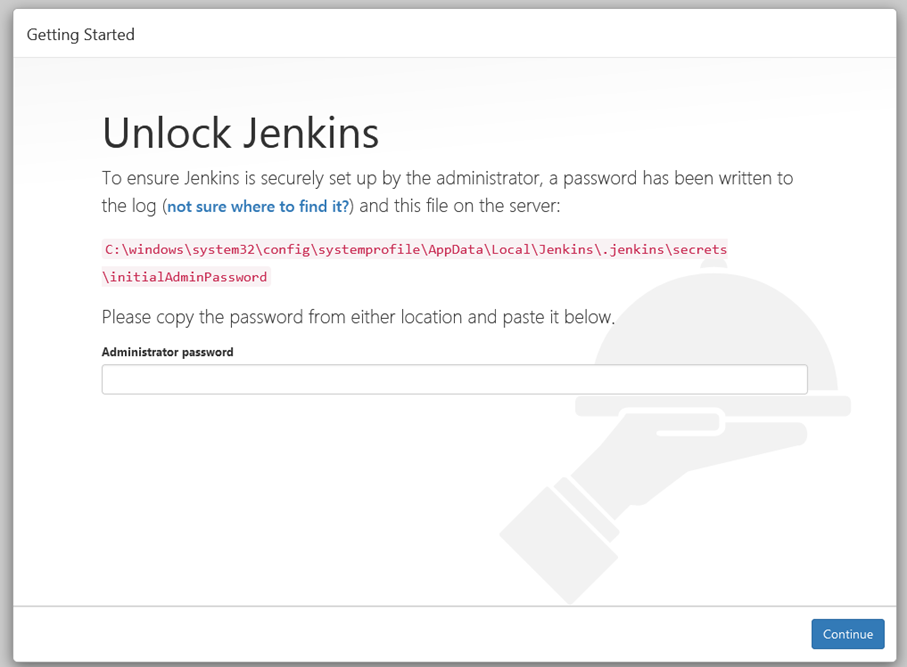 Getting Started
Unlock Jenkins
To ensure Jenkins is securely set up by the administrator, a password has been written to
the log (not sure where to find it?) and this file on the server:
C:\windows\system32\config\systemprofile\AppData\Local\Jenkins\.jenkins\secrets
\initialAdminPassword
Please copy the password from either location and paste it below.
Administrator password
Continue